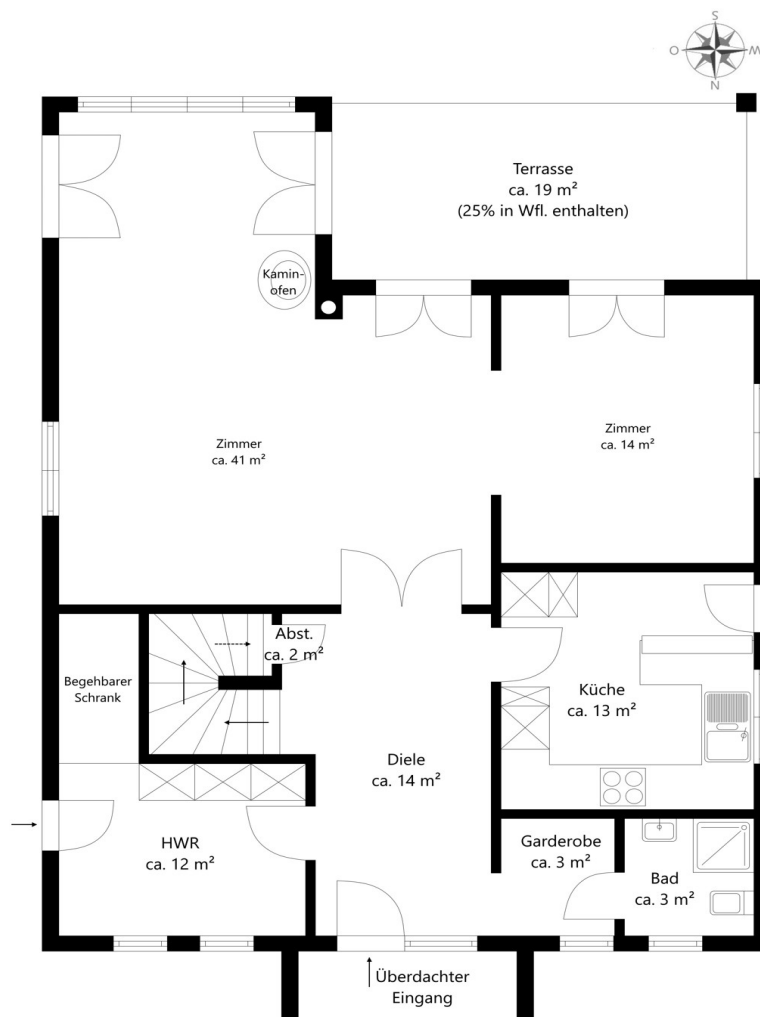 S
O
W
N
Terrasse
ca. 19 m²
(25% in Wfl. enthalten)
Kamin-
ofen
Zimmer
ca. 41 m²
Zimmer
ca. 14 m²
Abst.
ca. 2 m²
Begehbarer
Schrank
Küche
ca. 13 m²
Diele
ca. 14 m²
HWR
ca. 12 m²
Garderobe
ca. 3 m²
Bad
ca. 3 m²
Überdachter
Eingang